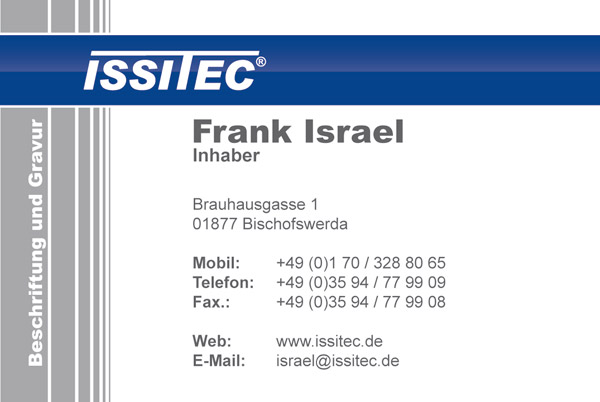 ISSITEC®
Beschriftung und Gravur
Frank Israel
Inhaber
Brauhausgasse 1
01877 Bischofswerda
Mobil: +49 (0)1 70 / 328 80 65
Telefon: +49 (0)35 94 / 77 99 09
Fax.: +49 (0)35 94 / 77 99 08
Web: www.issitec.de
E-Mail: israel@issitec.de